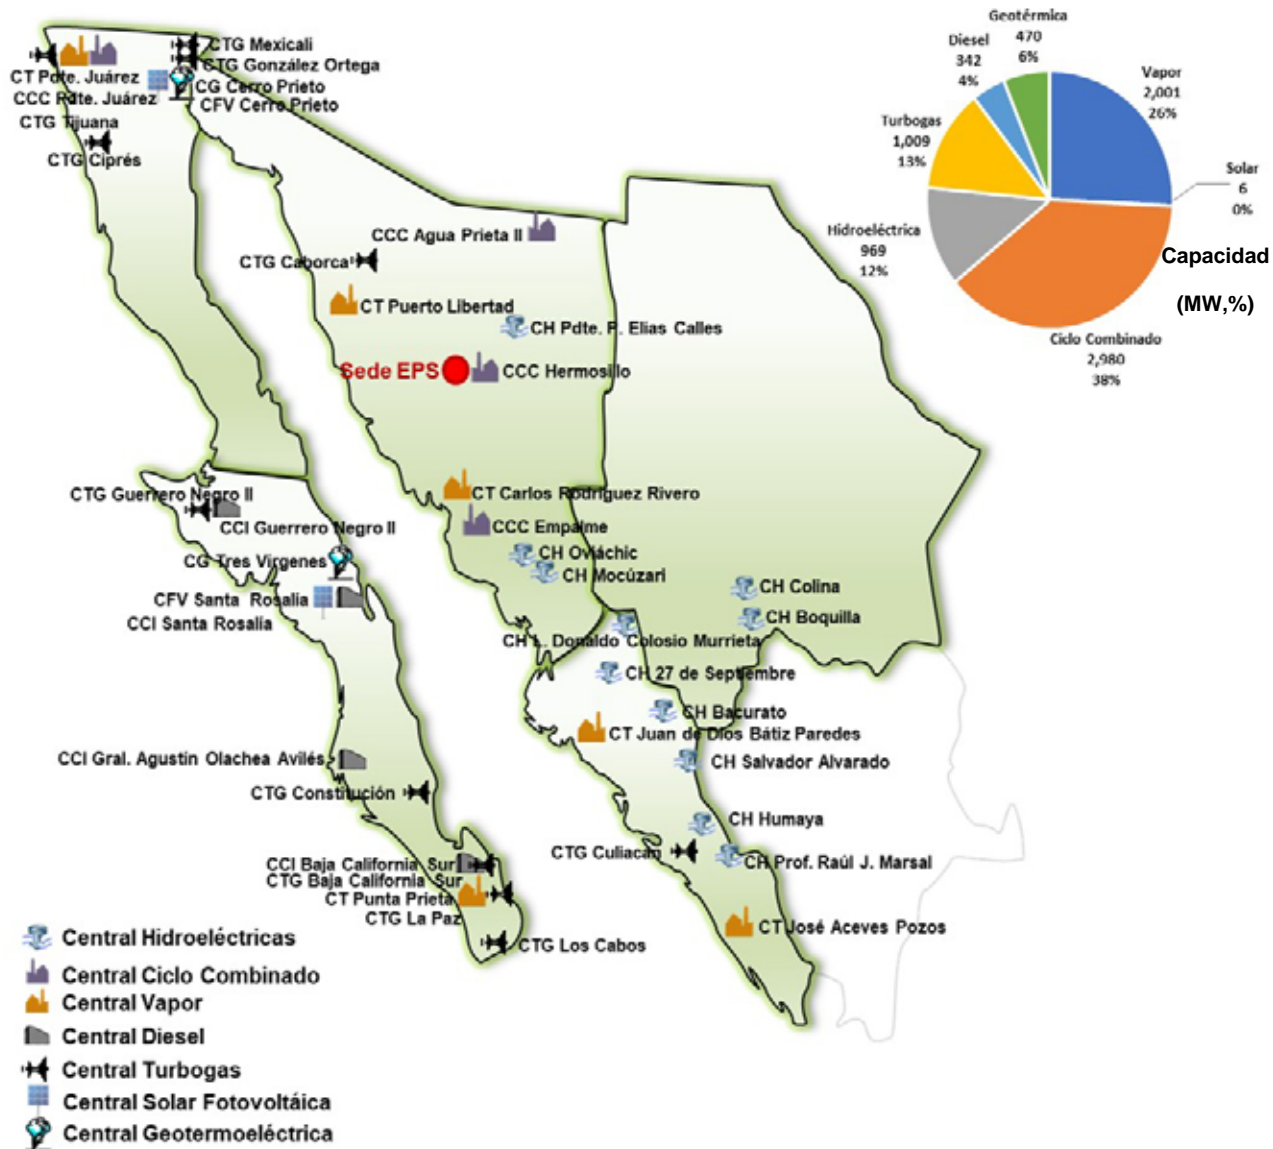 CTG Mexicali
CTG González Ortega
CT Pdte. Juárez
CG Cerro Prieto
CCC Pdte. Juárez
CFV Cerro Prieto
CTG Tijuana
CTG Ciprés
CCC Agua Prieta II
CTG Caborca
CT Puerto Libertad
CH Pdte. P. Elias Calles
Sede EPS
CCC Hermosillo
CTG Guerrero Negro II
CT Carlos Rodriguez Rivero
CCI Guerrero Negro II
CCC Empalme
CH Oviáchic
CG Tres Virgenes
CH Mocúzari
CH Colina
CFV Santa Rosalia
CH Boquilla
CCI Santa Rosalia
CH L. Donaldo Colosio Murrieta
CH 27 de Septiembre
CH Bacurato
CT Juan de Dios Bátiz Paredes
CCI Gral. Agustin Olachea Avilés
CH Salvador Alvarado
CTG Constitución
CH Humaya
CTG Culiacan
CH Prof. Raúl J. Marsal
CCI Baja California Sur
CTG Baja California Sur
CT Punta Prieta
CTG La Paz
CT José Aceves Pozos
CTG Los Cabos
Geotérmica
470
6%
Diesel
342
4%
Vapor
2,001
26%
Turbogas
1,009
13%
Solar
6
0%
Hidroeléctrica
969
12%
Capacidad
(MW,%)
Ciclo Combinado
2,980
38%
Central Hidroeléctricas
Central Ciclo Combinado
Central Vapor
Central Diesel
Central Turbogas
Central Solar Fotovoltáica
Central Geotermoeléctrica